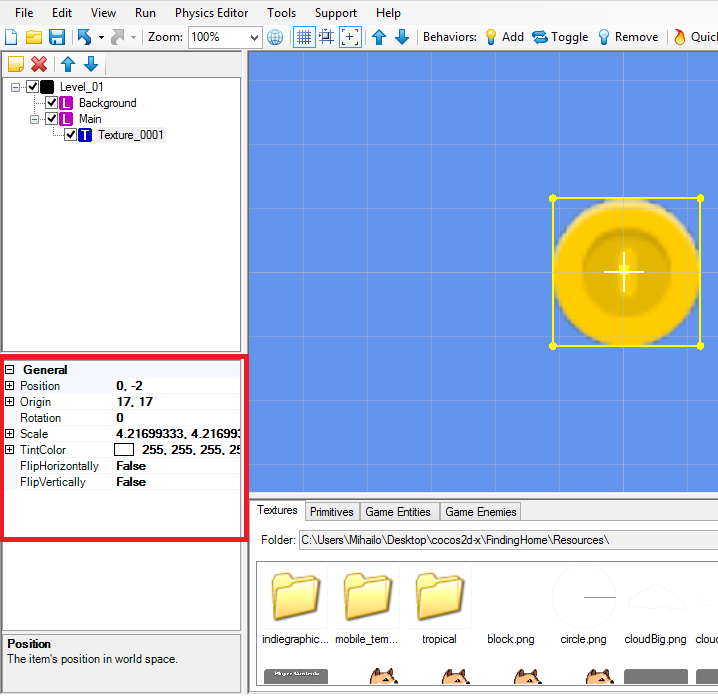 File Edit View Run Physics Editor Tools Support Help
Zoom: 100% Behaviors: Add Toggle Remove
Level_01
L Background
L Main
T Texture_0001
General
Position 0, -2
Origin 17, 17
Rotation 0
Scale 4.21699333, 4.216993
TintColor 255, 255, 255, 25
FlipHorizontally False
FlipVertically False
Position
The item's position in world space.
Textures Primitives Game Entities Game Enemies
Folder: C:\Users\Mihailo\Desktop\cocos2d-x\FindingHome\Resources\
indiegraphic... mobile_tem... tropical block.png circle.png cloudBig.png